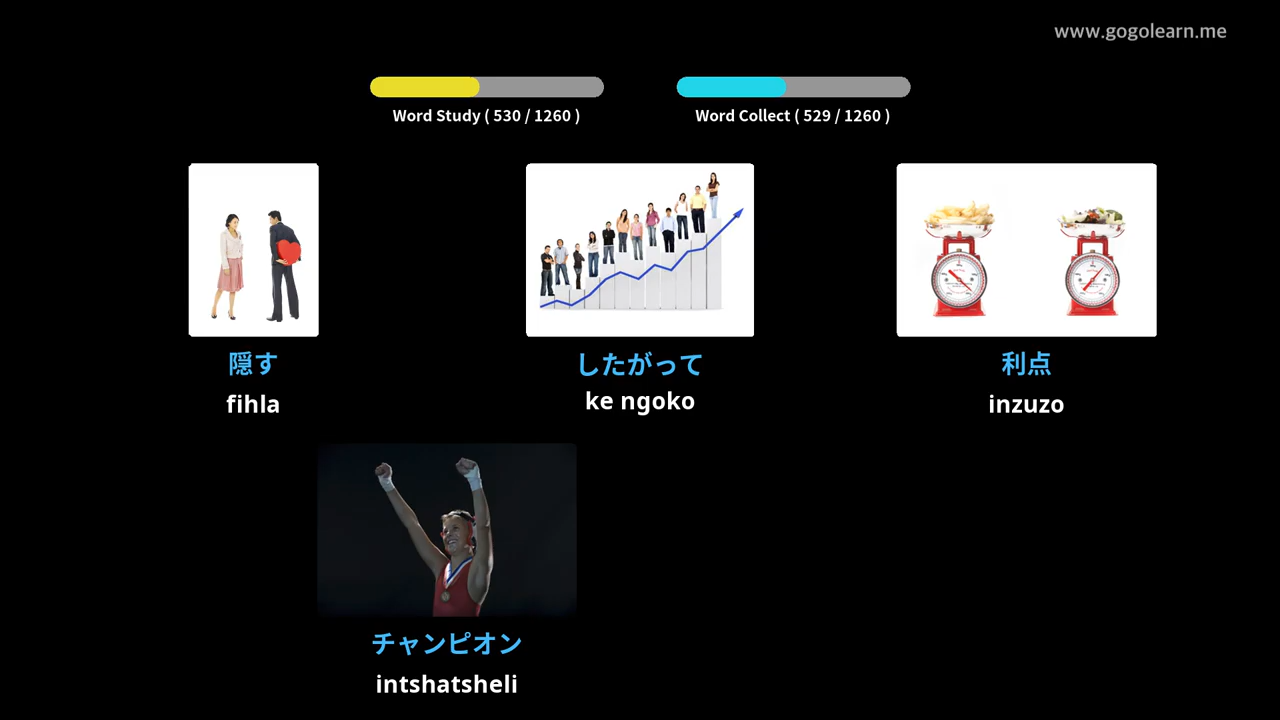 www.gogolearn.me
Word Study ( 530 / 1260 )
Word Collect ( 529 / 1260 )
隠す
fihla
したがって
ke ngoko
利点
inzuzo
チャンピオン
intshatsheli